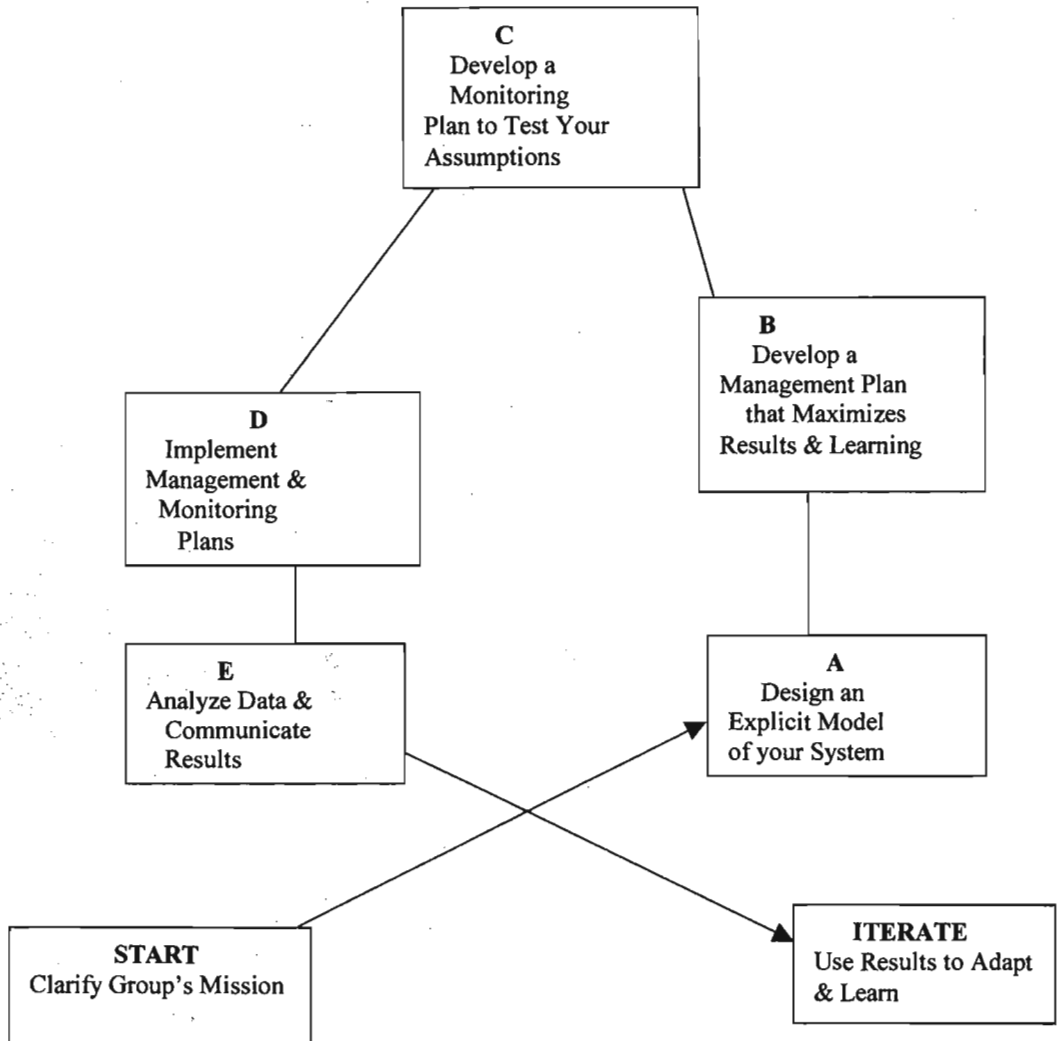 C
Develop a
Monitoring
Plan to Test Your
Assumptions
B
Develop a
Management Plan
that Maximizes
Results & Learning
D
Implement
Management &
Monitoring
Plans
E
Analyze Data &
Communicate
Results
A
Design an
Explicit Model
of your System
START
Clarify Group's Mission
ITERATE
Use Results to Adapt
& Learn